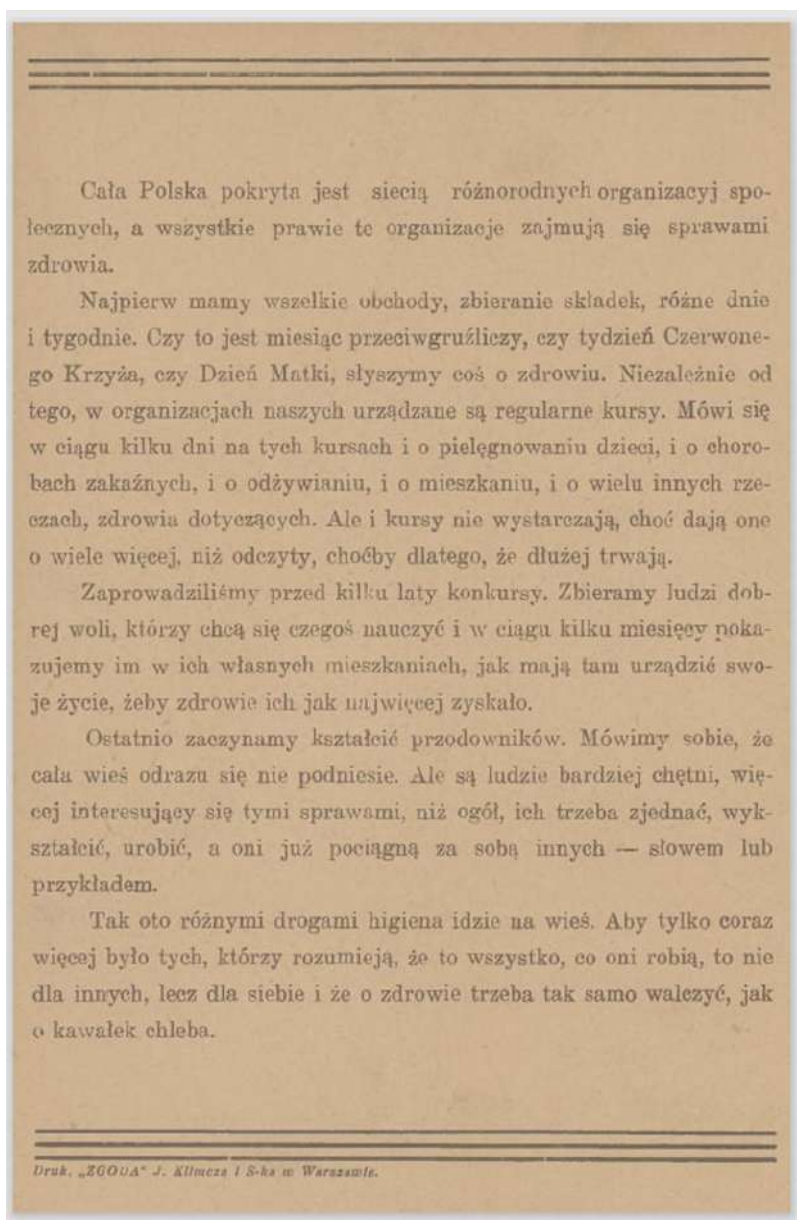 Cała Polska pokryta jest siecią różnorodnych organizacyj spo-
łecznych, a wszystkie prawie te organizacje zajmują się sprawami
zdrowia.
Najpierw mamy wszelkie obchody, zbieranie składek, różne dnie
i tygodnie. Czy to jest miesiąc przeciwgruźliczy, czy tydzień Czerwone-
go Krzyża, czy Dzień Matki, słyszymy coś o zdrowiu. Niezależnie od
tego, w organizacjach naszych urządzane są regularne kursy. Mówi się
w ciągu kilku dni na tych kursach i o pielęgnowaniu dzieci, i o choro-
bach zakaźnych, i o odżywianiu, i o mieszkaniu, i o wielu innych rze-
czach, zdrowia dotyczących. Ale i kursy nie wystarczają, choć dają one
o wiele więcej, niż odczyty, choćby dlatego, że dłużej trwają.
Zaprowadziliśmy przed kilku laty konkursy. Zbieramy ludzi dob-
rej woli, którzy chcą się czegoś nauczyć i w ciągu kilku miesięcy poka-
zujemy im w ich własnych mieszkaniach, jak mają tam urządzić swo-
je życie, żeby zdrowie ich jak najwięcej zyskało.
Ostatnio zaczynamy kształcić przodowników. Mówimy sobie, że
cała wieś odrazu się nie podniesie. Ale są ludzie bardziej chętni, wię-
cej interesujący się tymi sprawami, niż ogół, ich trzeba zjednać, wyk-
ształcić, urobić, a oni już pociągną za sobą innych — słowem lub
przykładem.
Tak oto różnymi drogami higiena idzie na wieś. Aby tylko coraz
więcej było tych, którzy rozumieją, że to wszystko, co oni robią, to nie
dla innych, lecz dla siebie i że o zdrowie trzeba tak samo walczyć, jak
o kawałek chleba.
Druk. „ZGODA" J. Klimcza i S-ka w Warszawie.